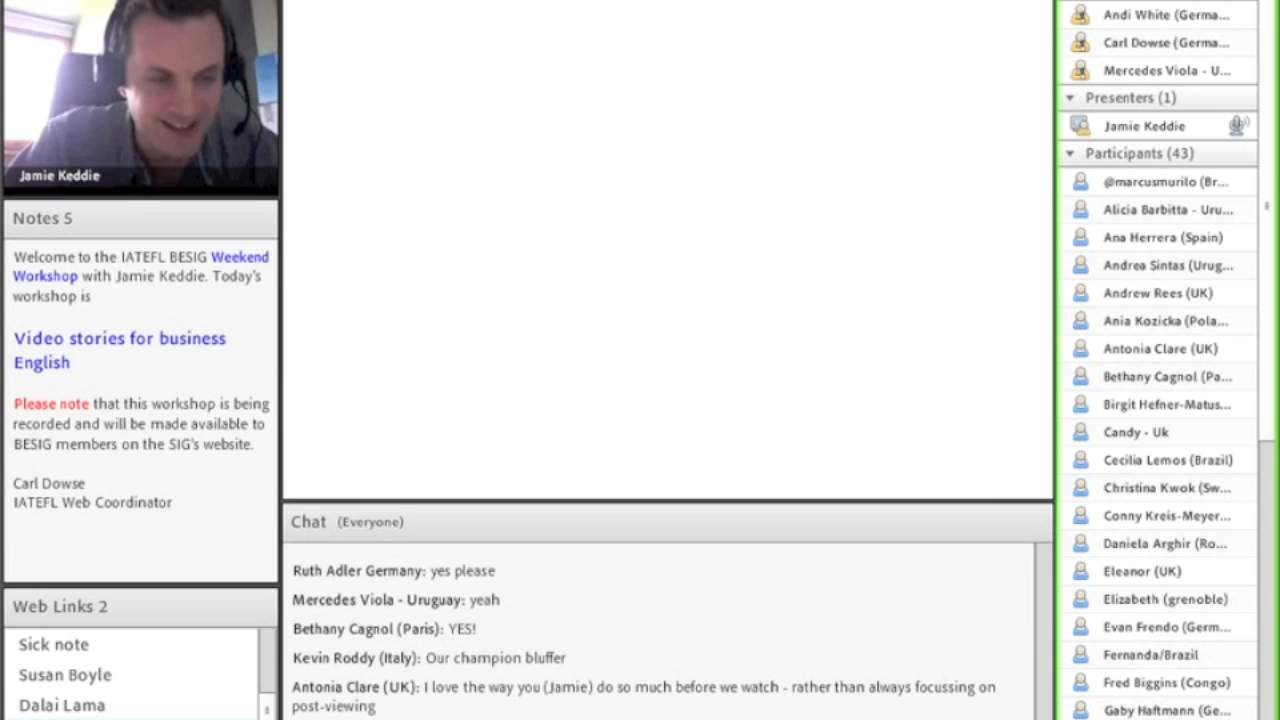 Jamie Keddie
Notes 5
Welcome to the IATEFL BESIG Weekend
Workshop with Jamie Keddie. Today's
workshop is
Video stories for business
English
Please note that this workshop is being
recorded and will be made available to
BESIG members on the SIG's website.
Carl Dowse
IATEFL Web Coordinator
Web Links 2
Sick note
Susan Boyle
Dalai Lama
Chat (Everyone)
Ruth Adler Germany: yes please
Mercedes Viola - Uruguay: yeah
Bethany Cagnol (Paris): YES!
Kevin Roddy (Italy): Our champion bluffer
Antonia Clare (UK): I love the way you (Jamie) do so much before we watch - rather than always focussing on
post-viewing
Andi White (Germa...
Carl Dowse (Germa...
Mercedes Viola - U...
Presenters (1)
Jamie Keddie
Participants (43)
@marcusmurilo (Br...
Alicia Barbitta - Uru...
Ana Herrera (Spain)
Andrea Sintas (Urug...
Andrew Rees (UK)
Ania Kozicka (Pola...
Antonia Clare (UK)
Bethany Cagnol (Pa...
Birgit Hefner-Matus...
Candy - Uk
Cecilia Lemos (Brazil)
Christina Kwok (Sw...
Conny Kreis-Meyer...
Daniela Arghir (Ro...
Eleanor (UK)
Elizabeth (grenoble)
Evan Frendo (Germ...
Fernanda/Brazil
Fred Biggins (Congo)
Gaby Haftmann (Ge...